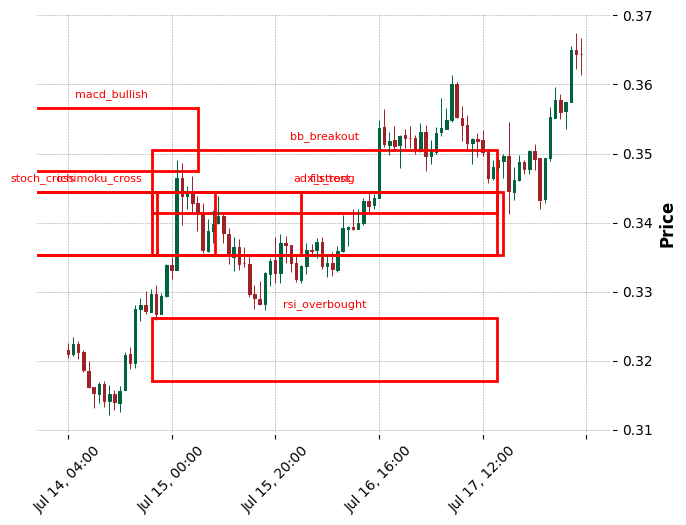 0.37
macd_bullish
0.36
bb_breakout
0.35
stoch_cross
ichimoku_cross
0.34
rsi_overbought
0.33
0.32
0.31
Price
Jul 14, 04:00
Jul 15, 00:00
Jul 15, 20:00
Jul 16, 16:00
Jul 17, 12:00